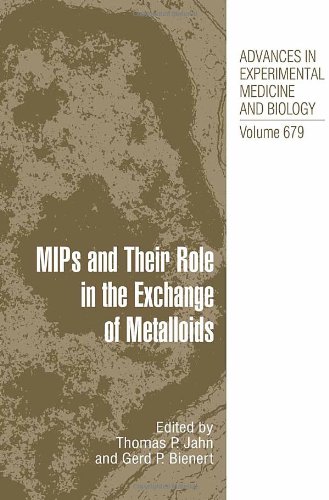 ADVANCES IN
EXPERIMENTAL
MEDICINE
AND BIOLOGY
Volume 679
MIPs and Their Role
in the Exchange
of Metalloids
Edited by
Thomas P. Jahn
and Gerd P. Bienert